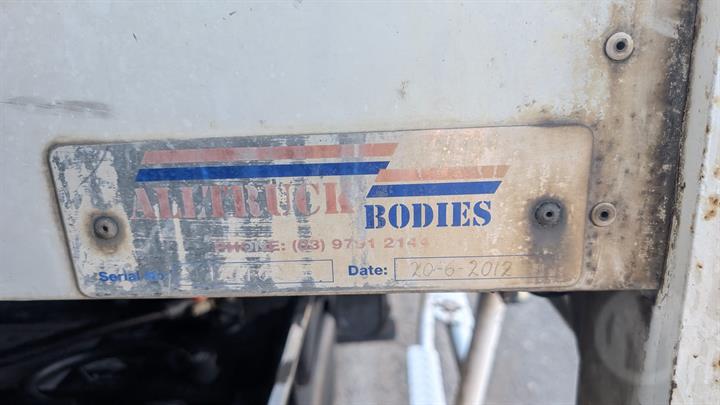 ALLTRUCK
BODIES
PHONE: (03) 9791 2144
Serial No: Date: 20-6-2012